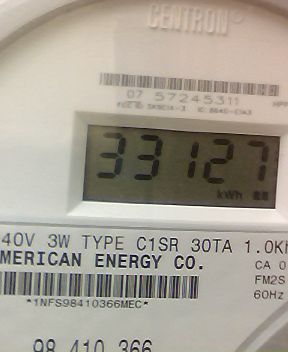 CENTRON®
07 57245311
33127
kWh
40V 3W TYPE C1SR 30TA 1.0K
MERICAN ENERGY CO. CA 0
FM2S
60Hz
*1NFS98410366MEC*
98 410 366